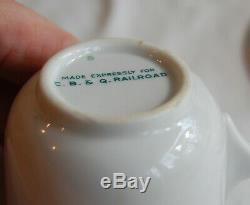 MADE EXPRESSLY FOR
C. B. & Q. RAILROAD